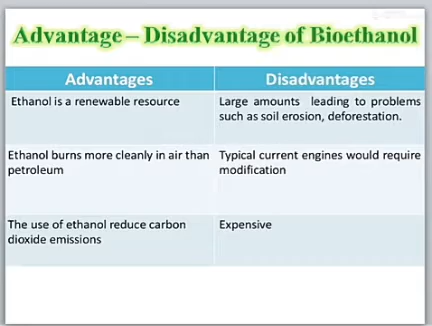 Advantage – Disadvantage of Bioethanol
Advantages
Disadvantages
Ethanol is a renewable resource
Large amounts leading to problems
such as soil erosion, deforestation.
Ethanol burns more cleanly in air than
petroleum
Typical current engines would require
modification
The use of ethanol reduce carbon
dioxide emissions
Expensive